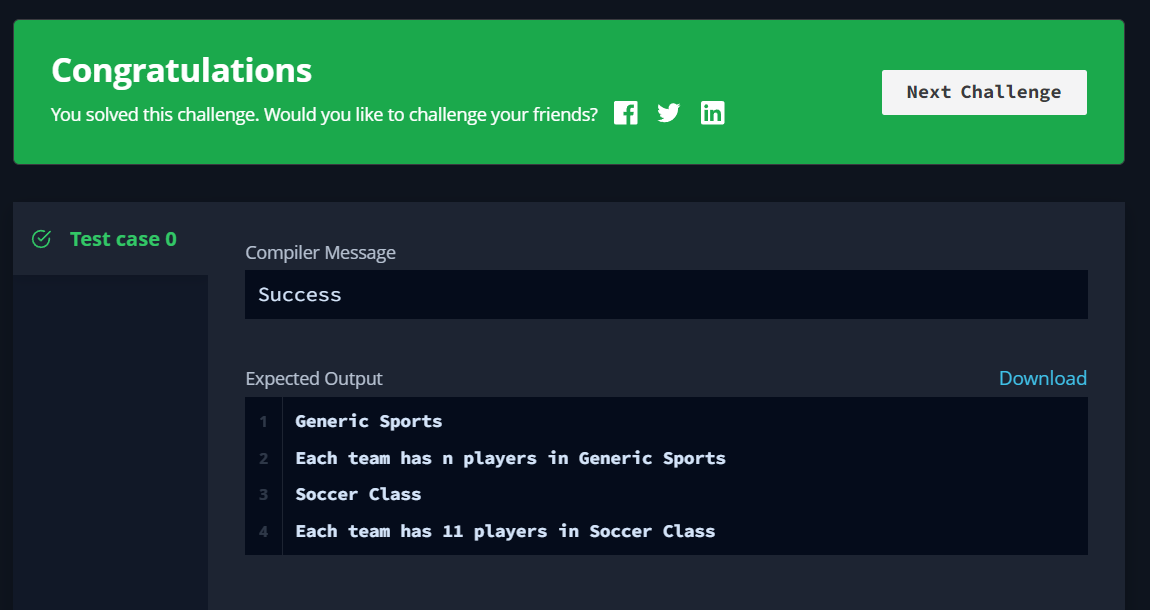 Congratulations
You solved this challenge. Would you like to challenge your friends?
Next Challenge
Test case 0
Compiler Message
Success
Expected Output
Download
1 Generic Sports
2 Each team has n players in Generic Sports
3 Soccer Class
4 Each team has 11 players in Soccer Class